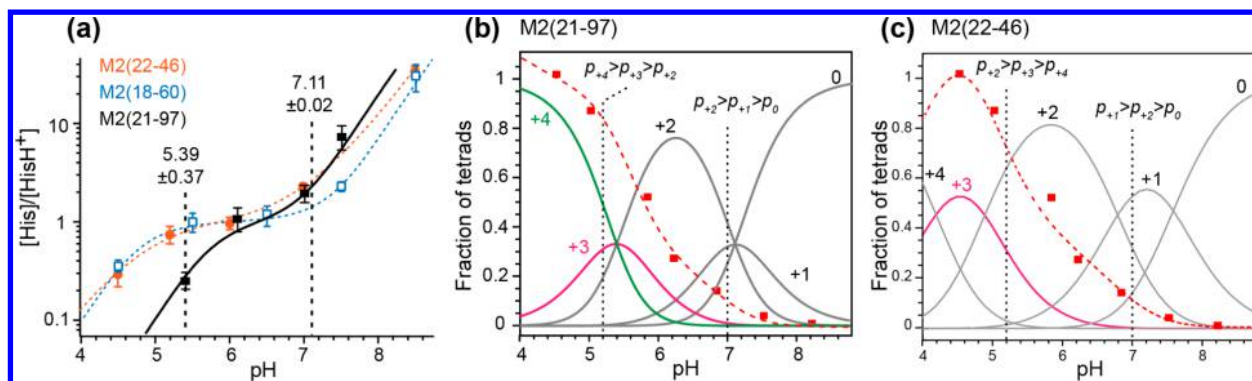 (a)
M2(22-46)
M2(18-60)
M2(21-97)
7.11
±0.02
5.39
±0.37
[His]/[HisH⁺]
10
1
0.1
4 5 6 7 8
pH
(b) M2(21-97)
p+4>p+3>p+2
p+2>p+1>p0
0
+4
+2
+3
+1
Fraction of tetrads
1
0.8
0.6
0.4
0.2
0
4 5 6 7 8
pH
(c) M2(22-46)
p+2>p+3>p+4
p+1>p+2>p0
0
+2
+4
+3
+1
Fraction of tetrads
1
0.8
0.6
0.4
0.2
0
4 5 6 7 8
pH